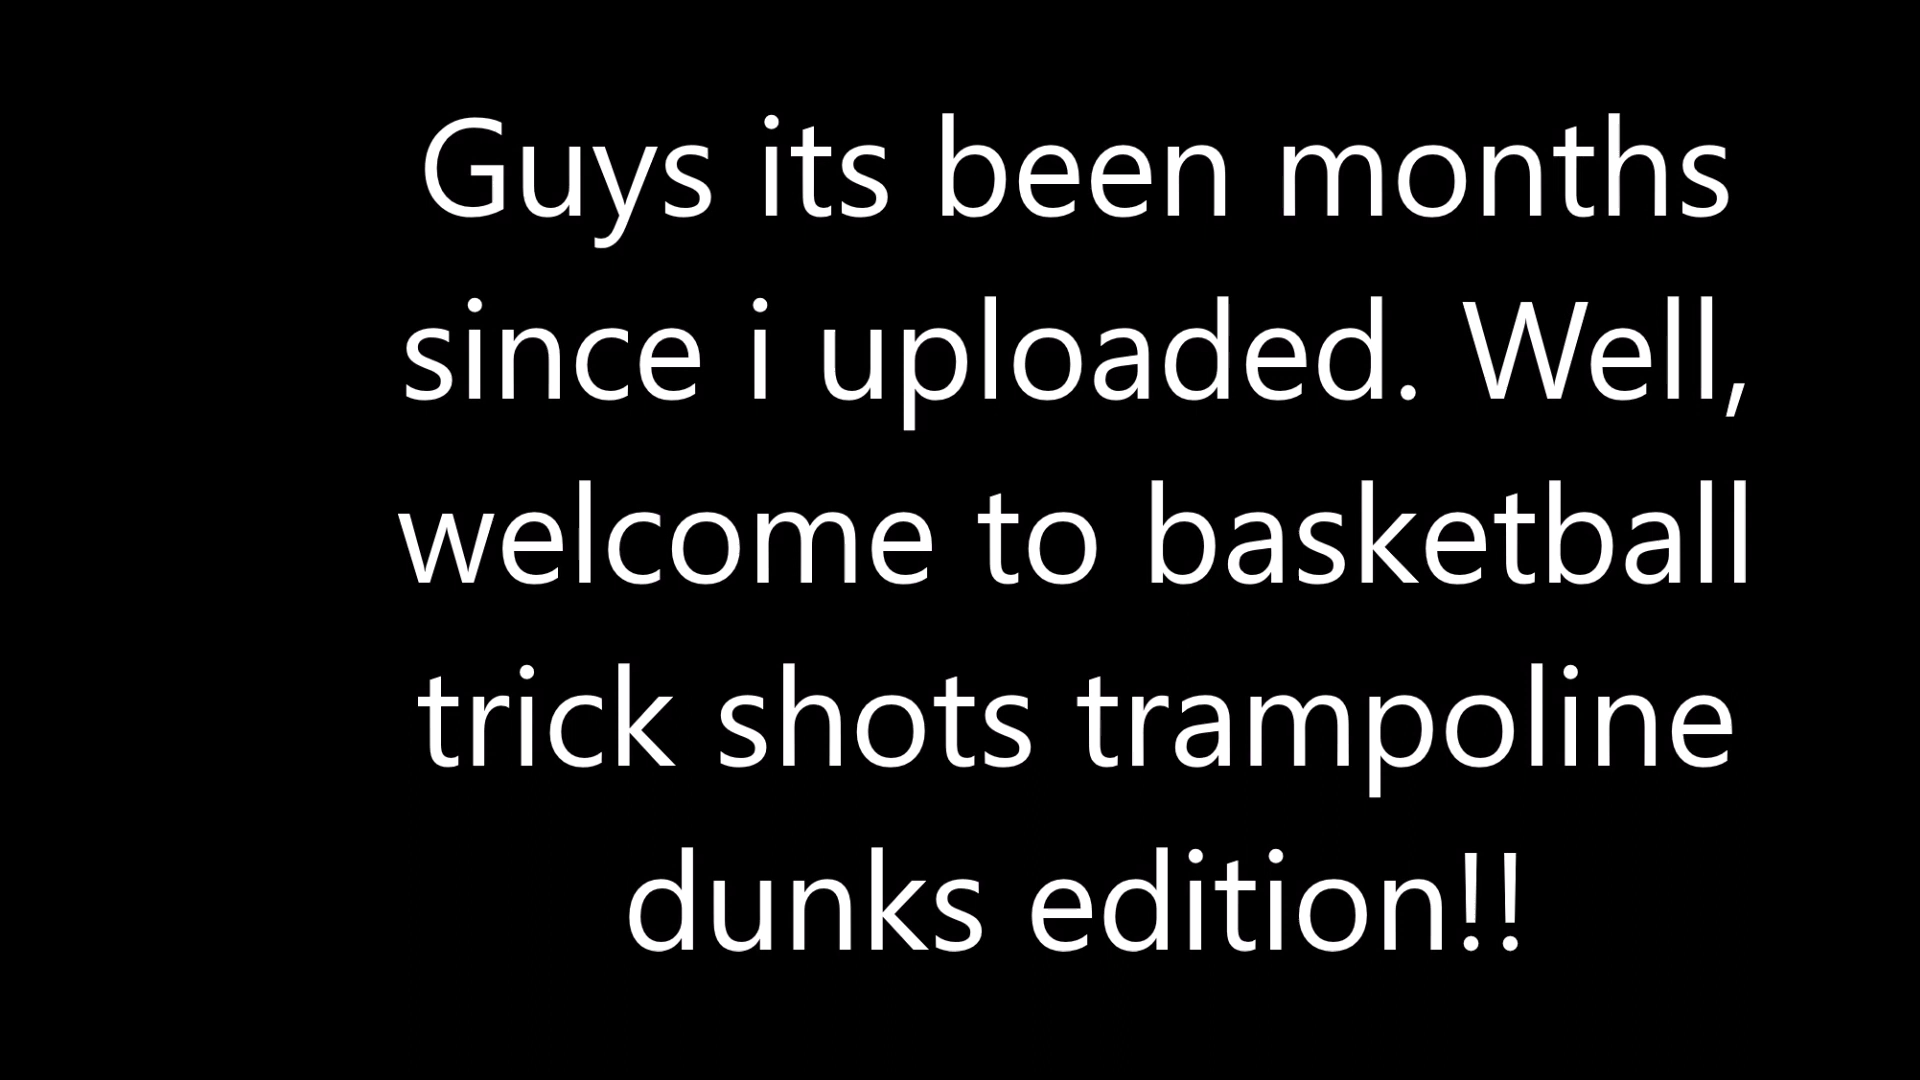 Guys its been months
since i uploaded. Well,
welcome to basketball
trick shots trampoline
dunks edition!!